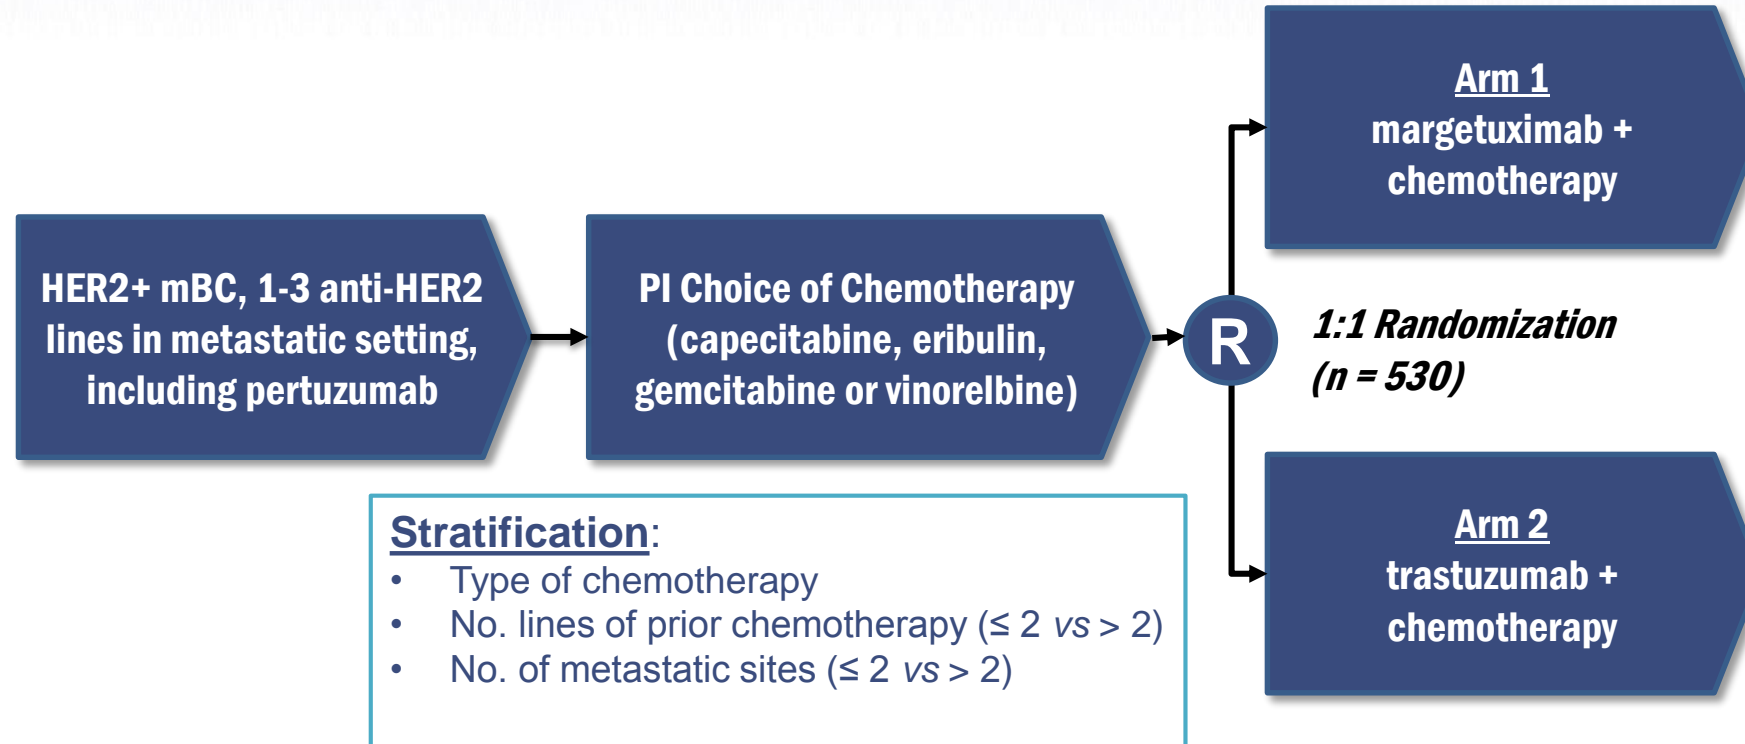 HER2+ mBC, 1-3 anti-HER2
lines in metastatic setting,
including pertuzumab
PI Choice of Chemotherapy
(capecitabine, eribulin,
gemcitabine or vinorelbine)
R
1:1 Randomization
(n = 530)
Arm 1
margetuximab +
chemotherapy
Arm 2
trastuzumab +
chemotherapy
Stratification:
• Type of chemotherapy
• No. lines of prior chemotherapy (≤ 2 vs > 2)
• No. of metastatic sites (≤ 2 vs > 2)